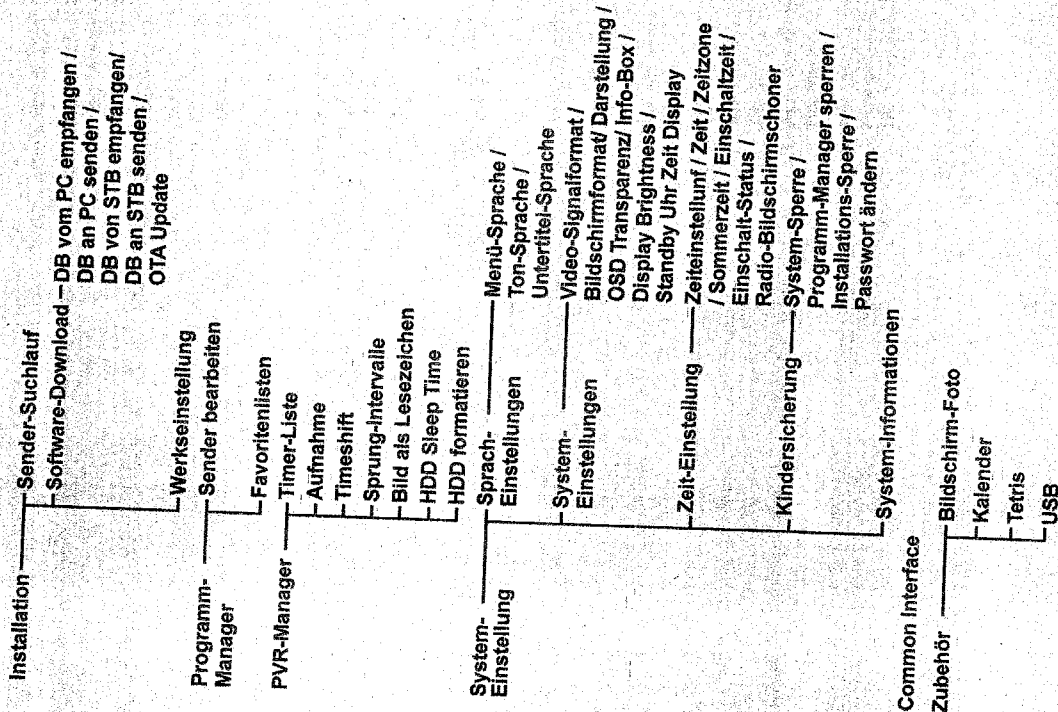 Installation
Sender-Suchlauf
Software-Download
DB vom PC empfangen /
DB an PC senden /
DB von STB empfangen/
DB an STB senden /
OTA Update
Werkseinstellung
Programm-
Manager
Sender bearbeiten
Favoritenlisten
PVR-Manager
Timer-Liste
Aufnahme
Timeshift
Sprung-Intervalle
Bild als Lesezeichen
HDD Sleep Time
HDD formatieren
System-
Einstellung
Sprach-
Einstellungen
Menü-Sprache /
Ton-Sprache /
Untertitel-Sprache
System-
Einstellungen
Video-Signalformat /
Bildschirmformat/ Darstellung /
OSD Transparenz/ Info-Box /
Display Brightness /
Standby Uhr Zeit Display
Zeit-Einstellung
Zeiteinstellunf / Zeit / Zeitzone
/ Sommerzeit / Einschaltzeit /
Einschalt-Status /
Radio-Bildschirmschoner
Kindersicherung
System-Sperre /
Programm-Manager sperren /
Installations-Sperre /
Passwort ändern
System-Informationen
Common Interface
Zubehör
Bildschirm-Foto
Kalender
Tetris
USB